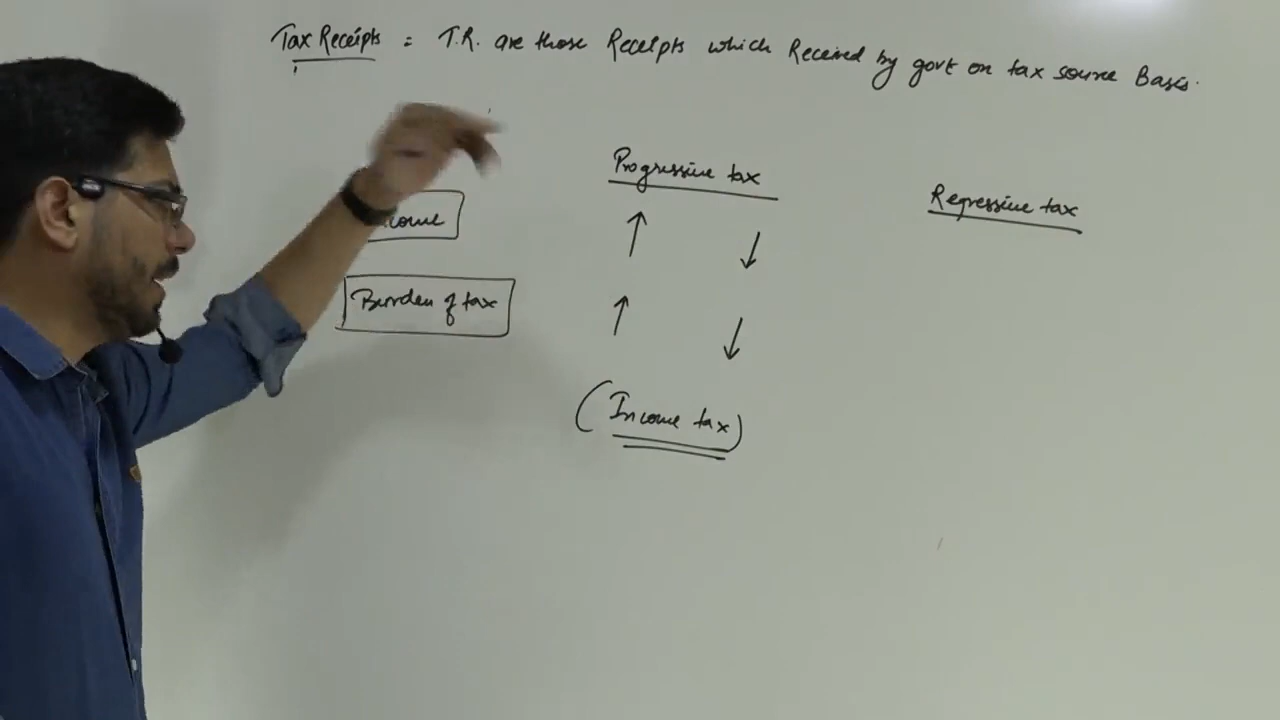 Tax Receipts = T.R. are those Receipts which Received by govt on tax source Basis.
Progressive tax
Regressive tax
↑ ↓
Burden of tax ↑ ↓
(Income tax)